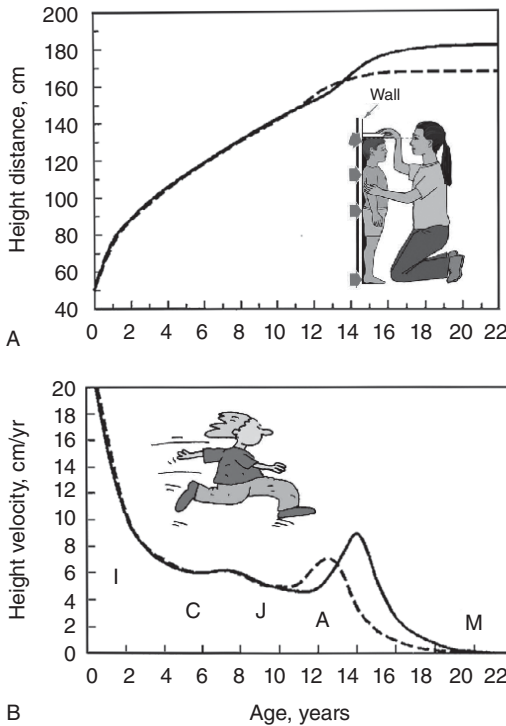 Height distance, cm
200
180
160
140
120
100
80
60
40
Wall
0 2 4 6 8 10 12 14 16 18 20 22
A
Height velocity, cm/yr
20
18
16
14
12
10
8
6
4
2
0
I
C
J
A
M
0 2 4 6 8 10 12 14 16 18 20 22
B
Age, years